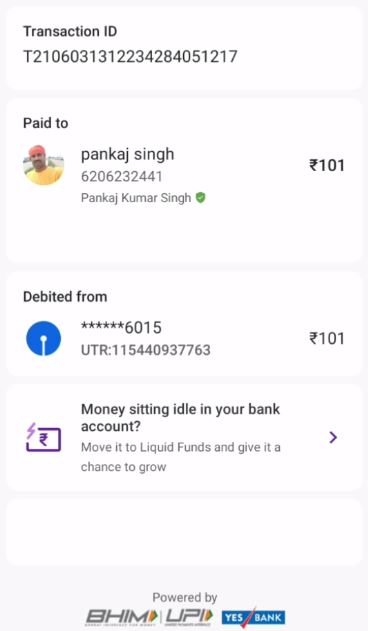 Transaction ID
T2106031312234284051217
Paid to
pankaj singh
₹101
6206232441
Pankaj Kumar Singh
Debited from
******6015
₹101
UTR:115440937763
Money sitting idle in your bank
account?
Move it to Liquid Funds and give it a
chance to grow
Powered by
BHIM UPI YES BANK